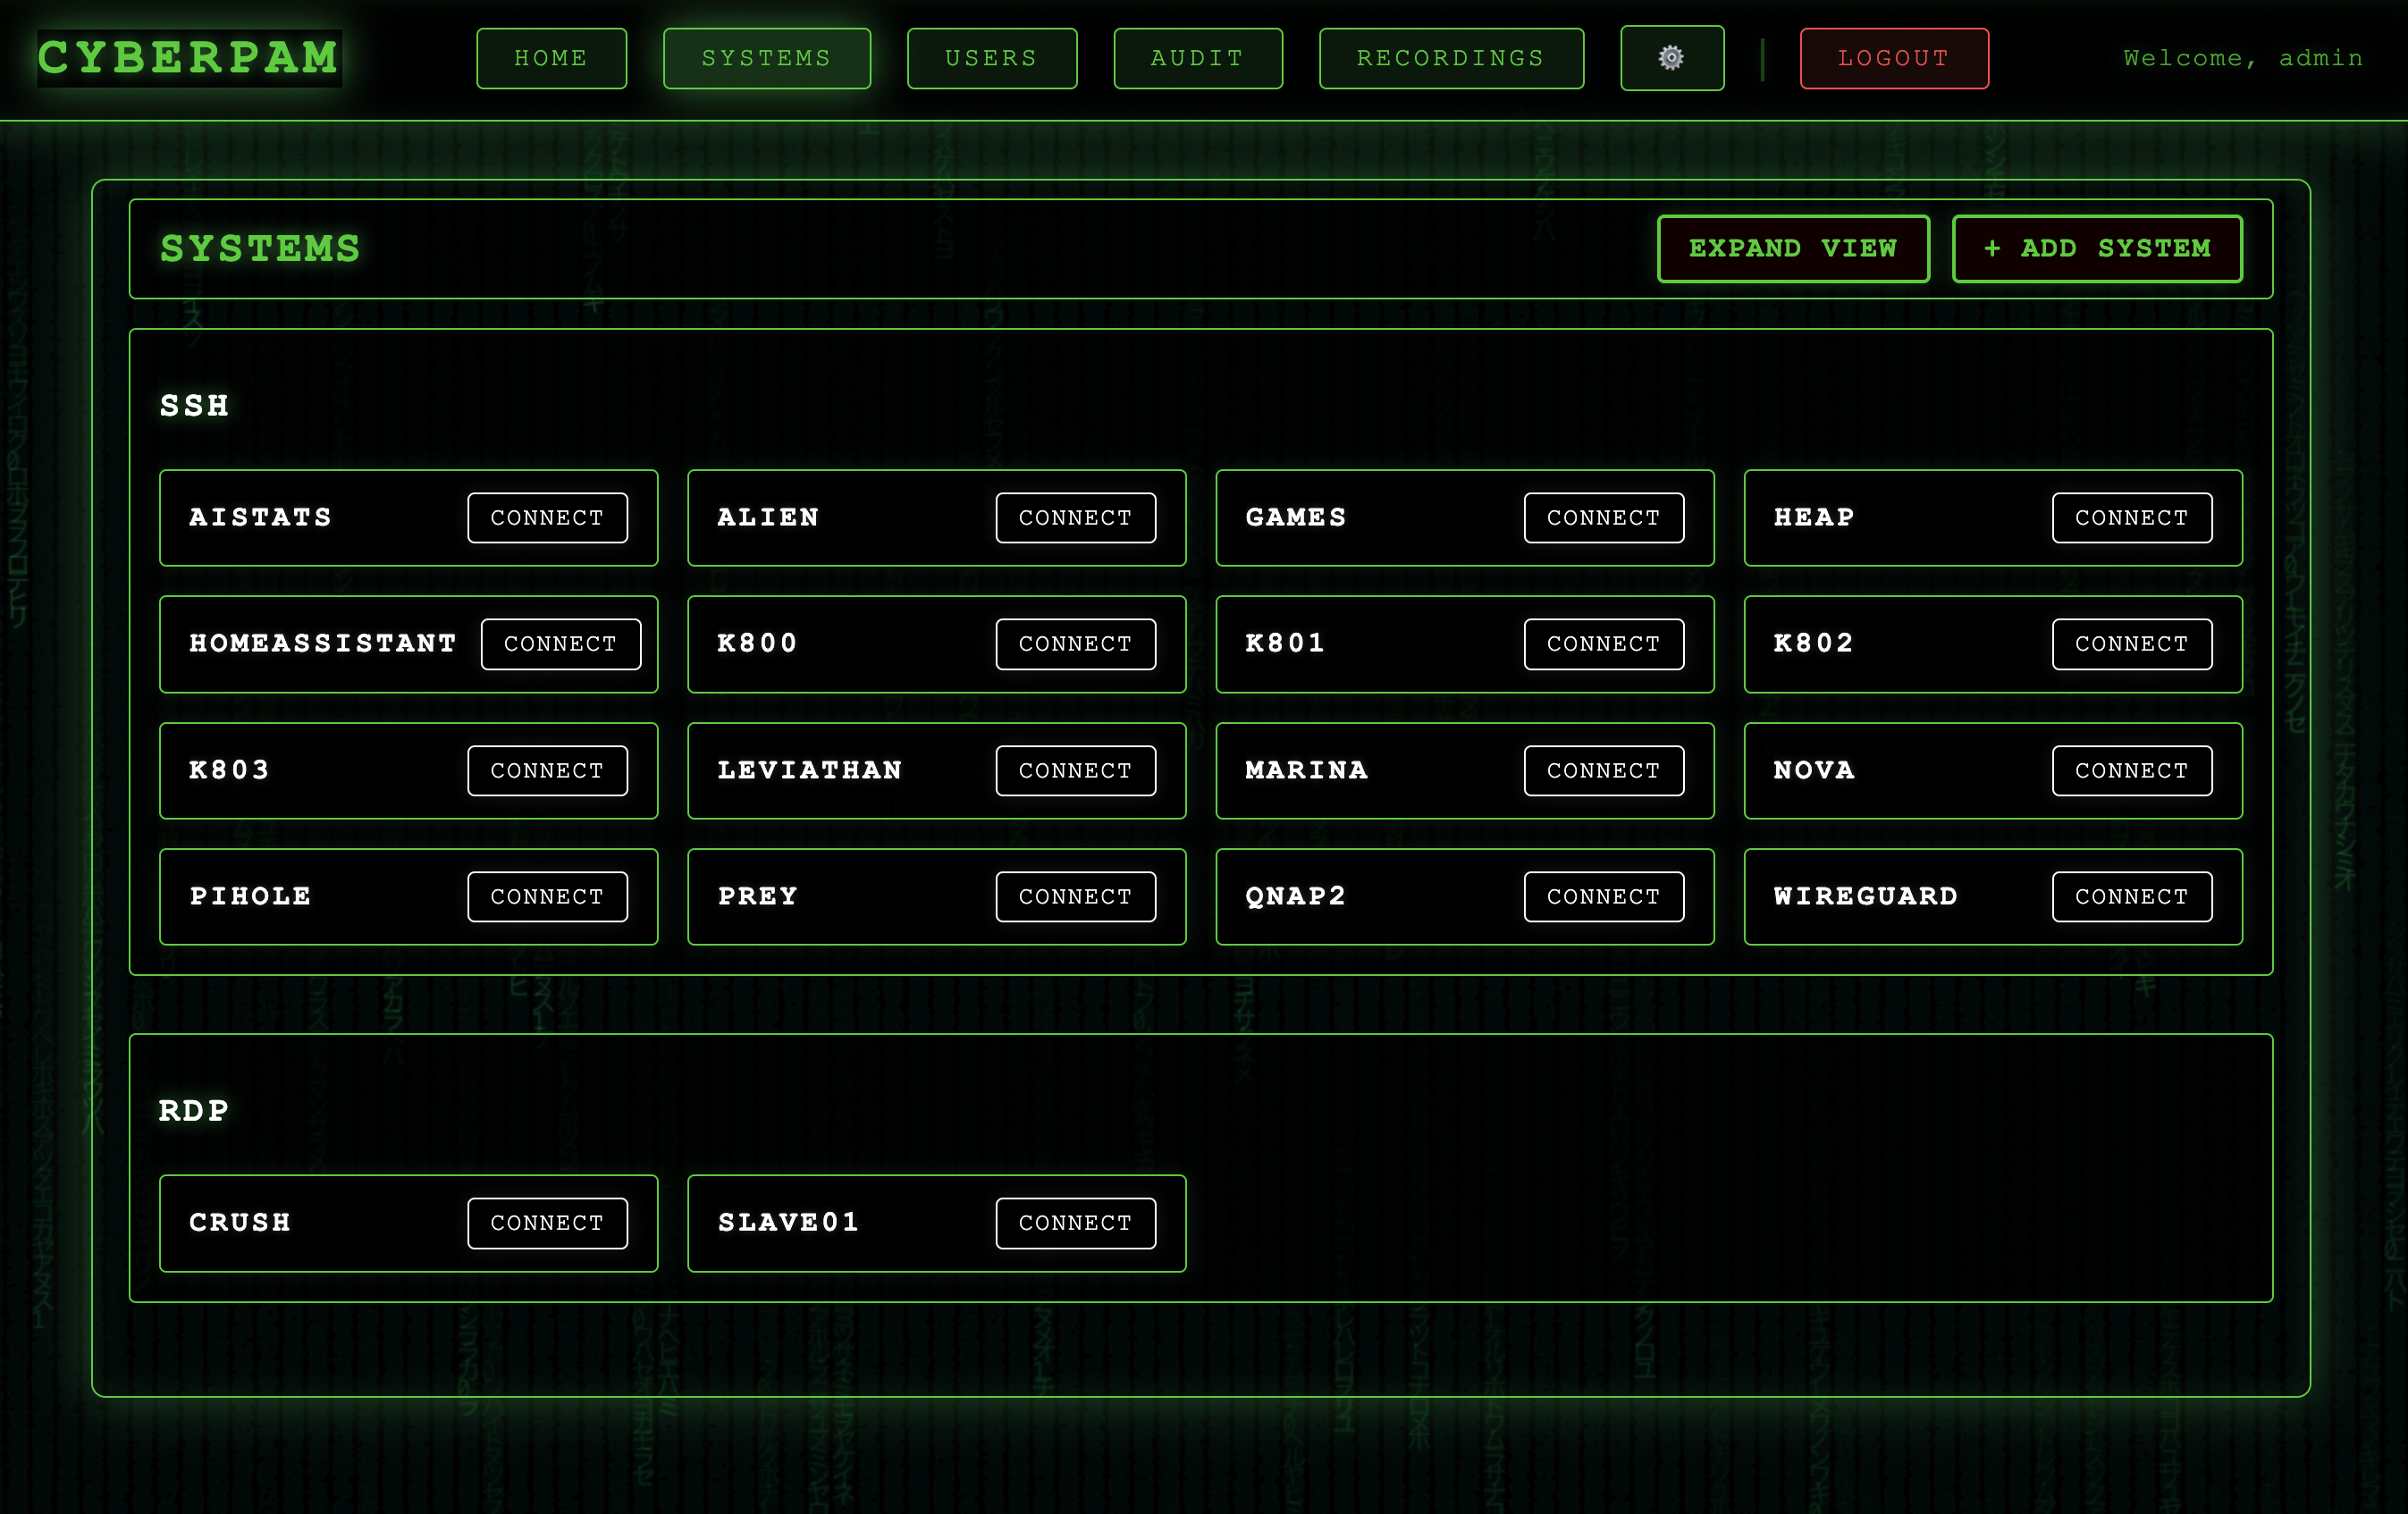 CYBERPAM HOME SYSTEMS USERS AUDIT RECORDINGS LOGOUT Welcome, admin
SYSTEMS EXPAND VIEW + ADD SYSTEM
SSH
AISTATS CONNECT ALIEN CONNECT GAMES CONNECT HEAP CONNECT
HOMEASSISTANT CONNECT K800 CONNECT K801 CONNECT K802 CONNECT
K803 CONNECT LEVIATHAN CONNECT MARINA CONNECT NOVA CONNECT
PIHOLE CONNECT PREY CONNECT QNAP2 CONNECT WIREGUARD CONNECT
RDP
CRUSH CONNECT SLAVE01 CONNECT